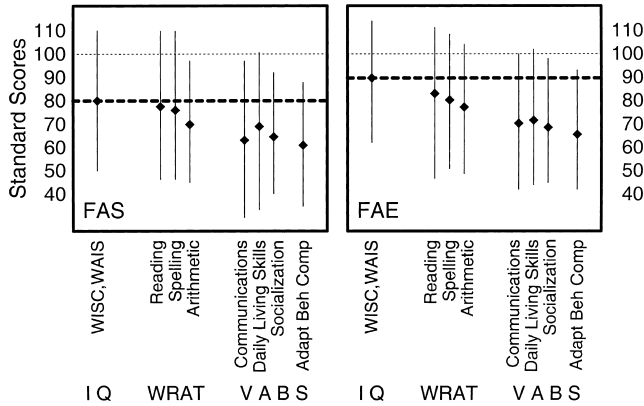 Standard Scores
110
100
90
80
70
60
50
40
FAS
FAE
110
100
90
80
70
60
50
40
WISC,WAIS
Reading
Spelling
Arithmetic
Communications
Daily Living Skills
Socialization
Adapt Beh Comp
WISC,WAIS
Reading
Spelling
Arithmetic
Communications
Daily Living Skills
Socialization
Adapt Beh Comp
I Q WRAT V A B S I Q WRAT V A B S